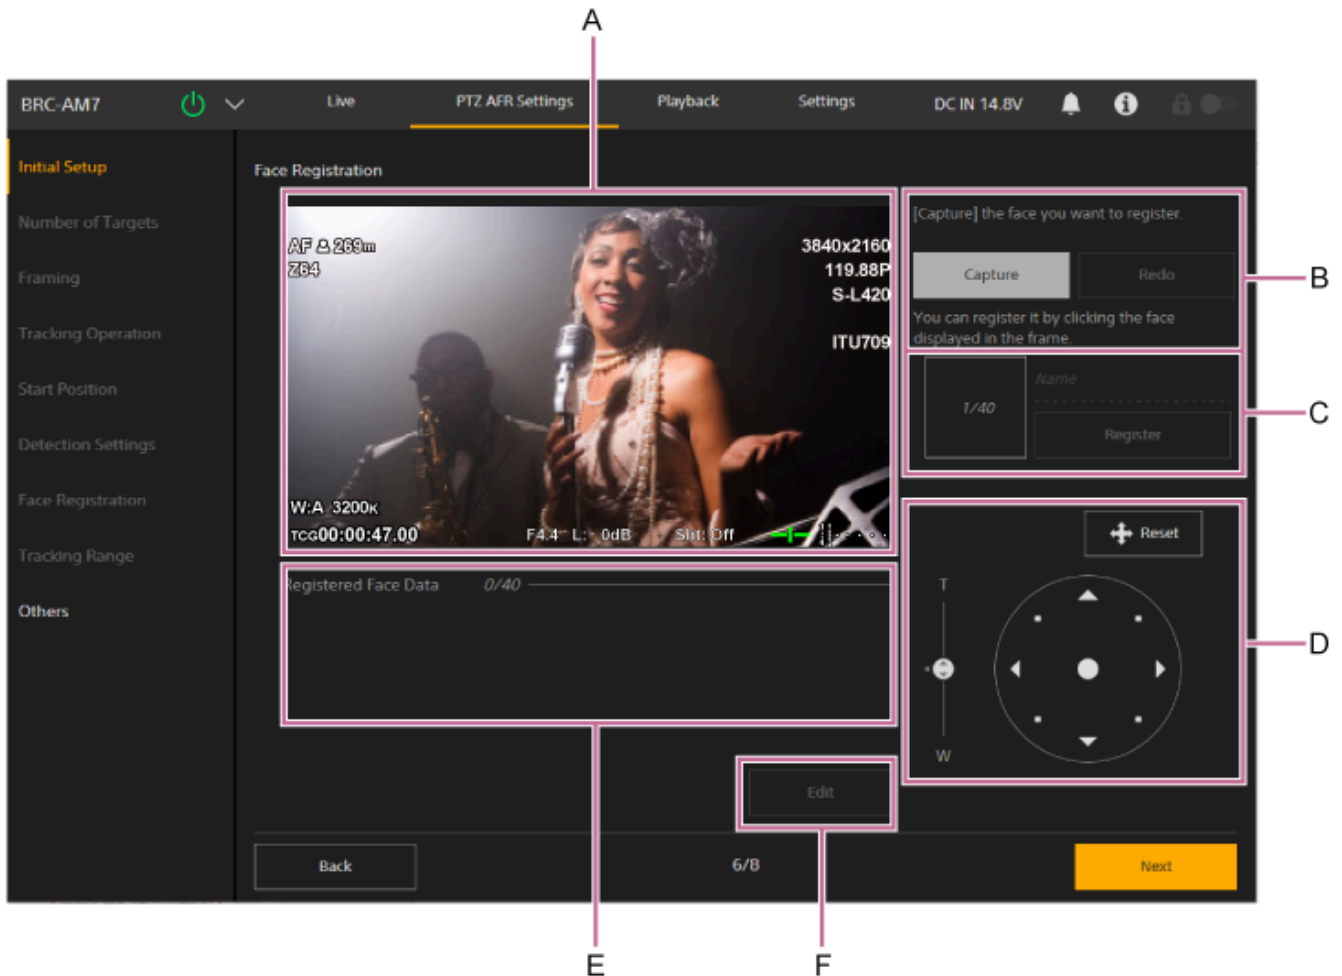 A
BRC-AM7 Live PTZ AFR Settings Playback Settings DC IN 14.8V
Initial Setup
Number of Targets
Framing
Tracking Operation
Start Position
Detection Settings
Face Registration
Tracking Range
Others
Face Registration
AF 269m
Z64
3840x2160
119.88P
S-L420
ITU709
W:A 3200K
TCG00:00:47.00 F4.4 L: 0dB Slit: Off
[Capture] the face you want to register.
Capture Redo
You can register it by clicking the face
displayed in the frame.
B
1/40
Name
Register
C
Reset
T
W
D
Registered Face Data 0/40
Edit
Back 6/8 Next
E
F